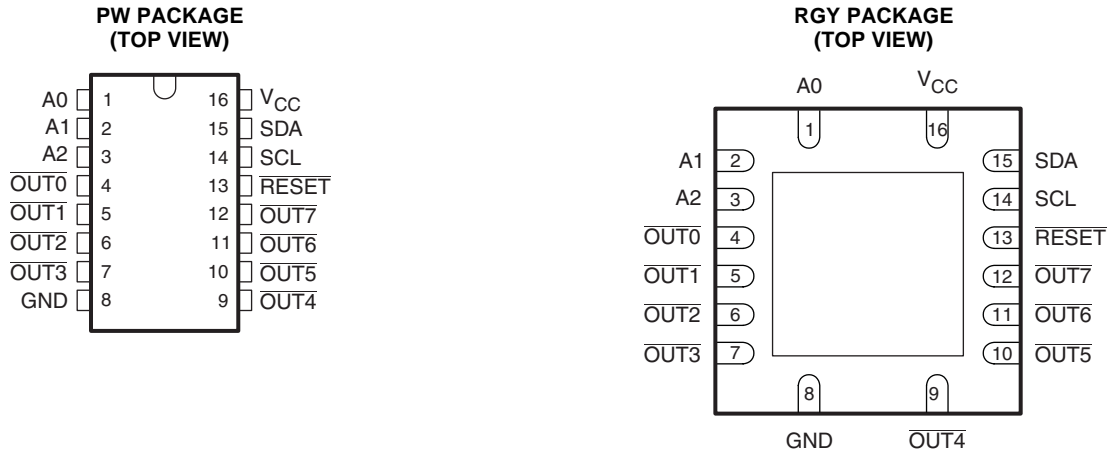 PW PACKAGE
(TOP VIEW)
A0 1 16 VCC
A1 2 15 SDA
A2 3 14 SCL
OUT0 4 13 RESET
OUT1 5 12 OUT7
OUT2 6 11 OUT6
OUT3 7 10 OUT5
GND 8 9 OUT4
RGY PACKAGE
(TOP VIEW)
A0 VCC
1 16
A1 2 15 SDA
A2 3 14 SCL
OUT0 4 13 RESET
OUT1 5 12 OUT7
OUT2 6 11 OUT6
OUT3 7 10 OUT5
8 9
GND OUT4